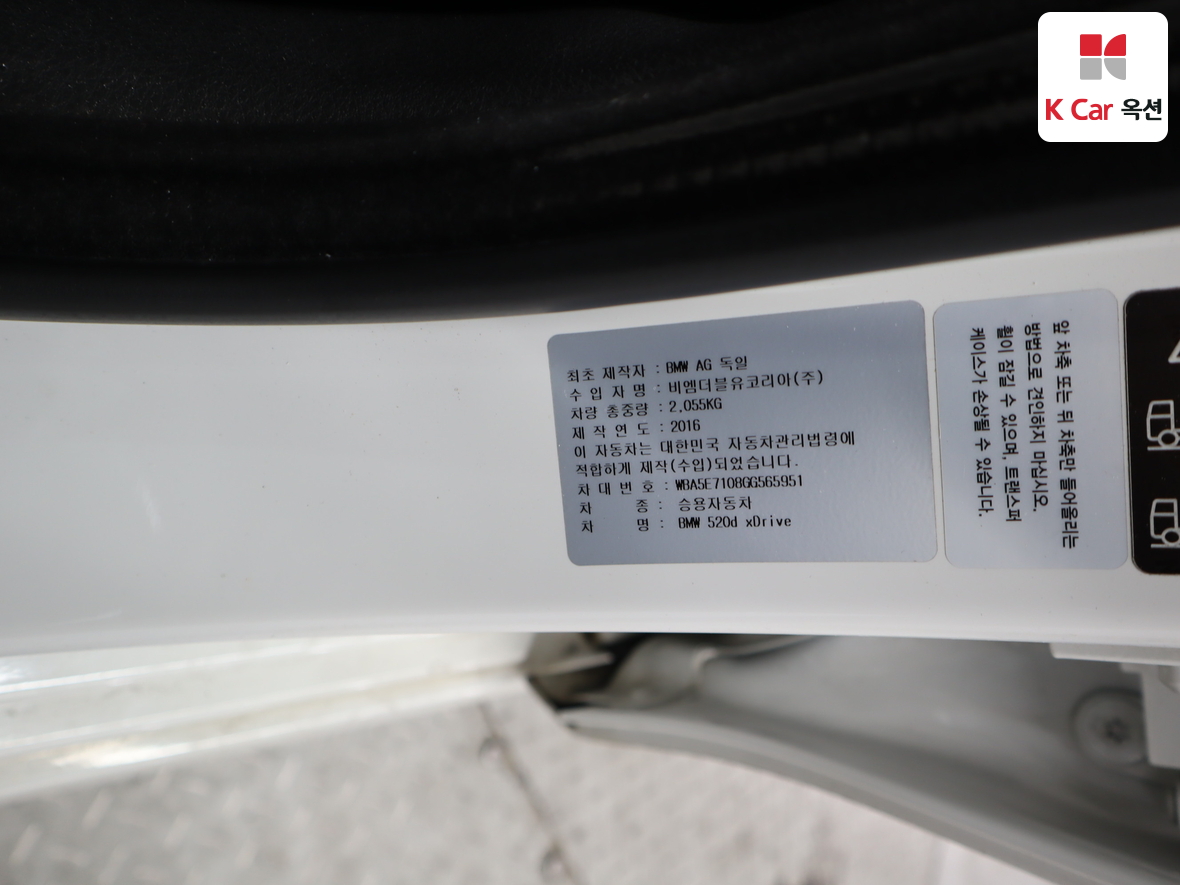 K Car 옥션
최초 제작자 : BMW AG 독일
수 입 자 명 : 비엠더블유코리아(주)
차량 총중량 : 2,055KG
제 작 연 도 : 2016
이 자동차는 대한민국 자동차관리법령에
적합하게 제작(수입)되었습니다.
차 대 번 호 : WBA5E7108GG565951
차 종 : 승용자동차
차 명 : BMW 520d xDrive
앞 차축 또는 뒤 차축만 들어올리는
방법으로 견인하지 마십시오.
휠이 잠길 수 있으며, 트랜스퍼
케이스가 손상될 수 있습니다.